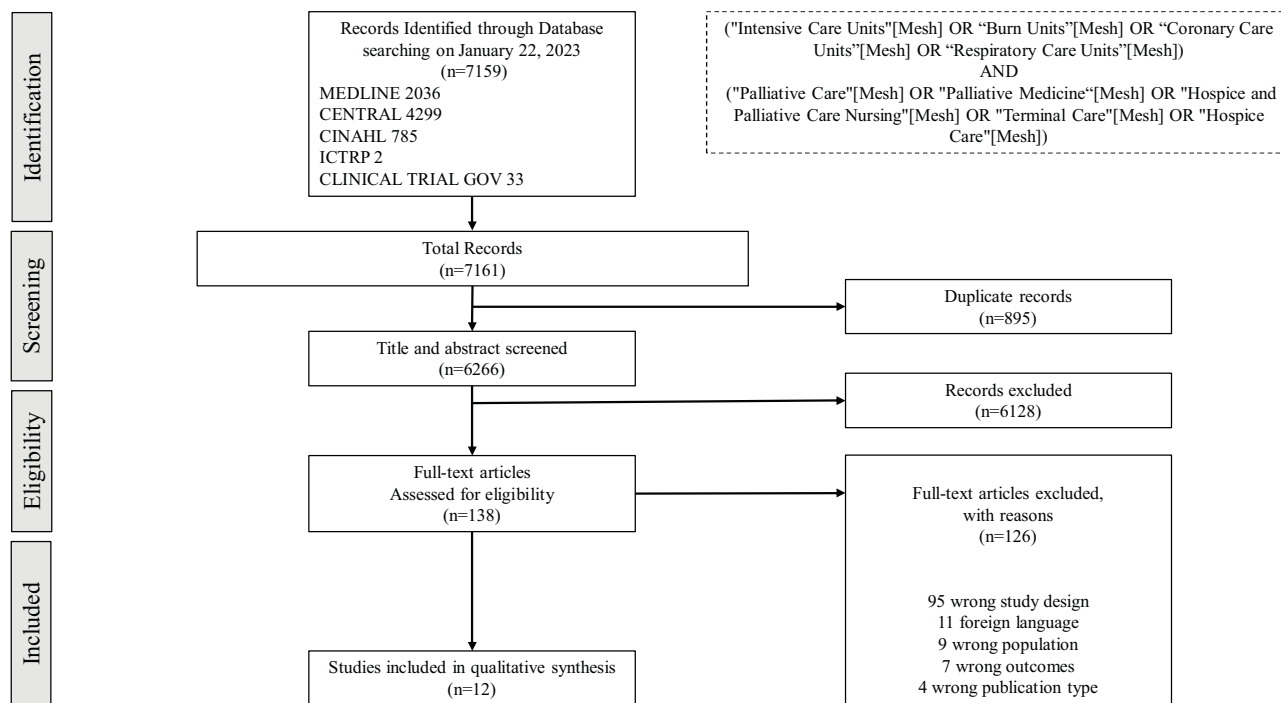 Identification
Records Identified through Database
searching on January 22, 2023
(n=7159)
MEDLINE 2036
CENTRAL 4299
CINAHL 785
ICTRP 2
CLINICAL TRIAL GOV 33
("Intensive Care Units"[Mesh] OR “Burn Units”[Mesh] OR “Coronary Care
Units”[Mesh] OR “Respiratory Care Units”[Mesh])
AND
("Palliative Care"[Mesh] OR "Palliative Medicine“[Mesh] OR "Hospice and
Palliative Care Nursing"[Mesh] OR "Terminal Care"[Mesh] OR "Hospice
Care"[Mesh])
Screening
Total Records
(n=7161)
Duplicate records
(n=895)
Title and abstract screened
(n=6266)
Eligibility
Records excluded
(n=6128)
Full-text articles
Assessed for eligibility
(n=138)
Full-text articles excluded,
with reasons
(n=126)
95 wrong study design
11 foreign language
9 wrong population
7 wrong outcomes
4 wrong publication type
Included
Studies included in qualitative synthesis
(n=12)